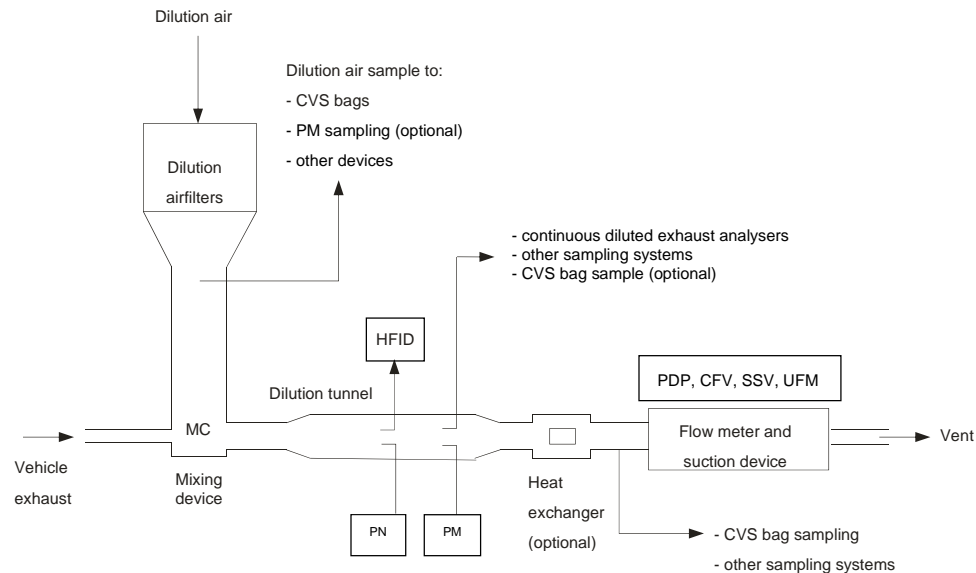 Dilution air
Dilution air sample to:
- CVS bags
- PM sampling (optional)
- other devices
Dilution
airfilters
- continuous diluted exhaust analysers
- other sampling systems
- CVS bag sample (optional)
HFID
PDP, CFV, SSV, UFM
Dilution tunnel
MC
Flow meter and
suction device
Vent
Vehicle
exhaust
Mixing
device
Heat
exchanger
(optional)
PN
PM
- CVS bag sampling
- other sampling systems